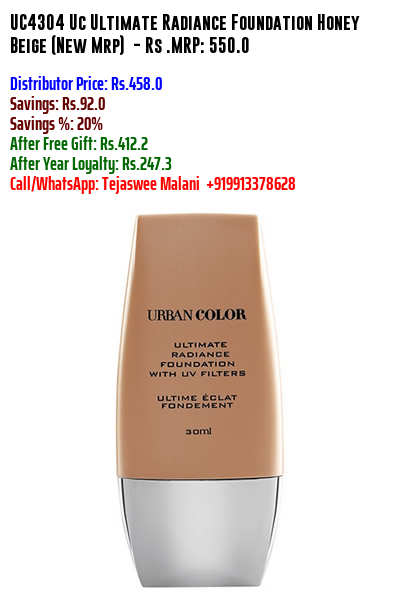 UC4304 Uc Ultimate Radiance Foundation Honey
Beige (New Mrp) - Rs .MRP: 550.0
Distributor Price: Rs.458.0
Savings: Rs.92.0
Savings %: 20%
After Free Gift: Rs.412.2
After Year Loyalty: Rs.247.3
Call/WhatsApp: Tejaswee Malani +919913378628
URBAN COLOR
ULTIMATE
RADIANCE
FOUNDATION
WITH UV FILTERS
ULTIME ÉCLAT
FONDEMENT
30ml